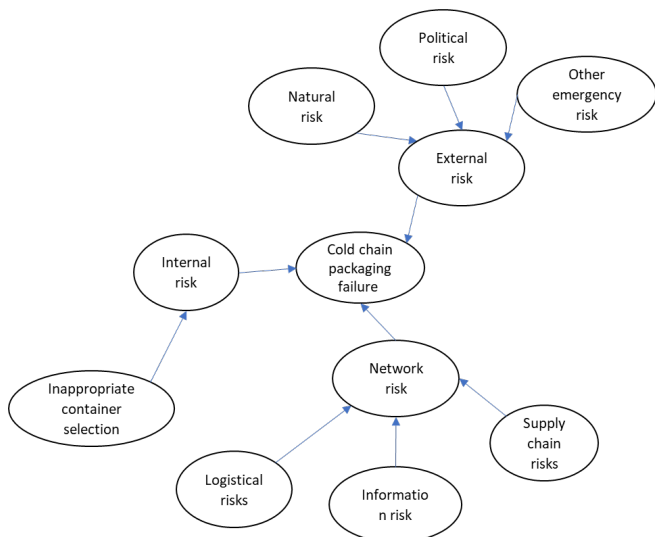 Political
risk
Natural
risk
Other
emergency
risk
External
risk
Internal
risk
Cold chain
packaging
failure
Inappropriate
container
selection
Network
risk
Supply
chain
risks
Logistical
risks
Informatio
n risk